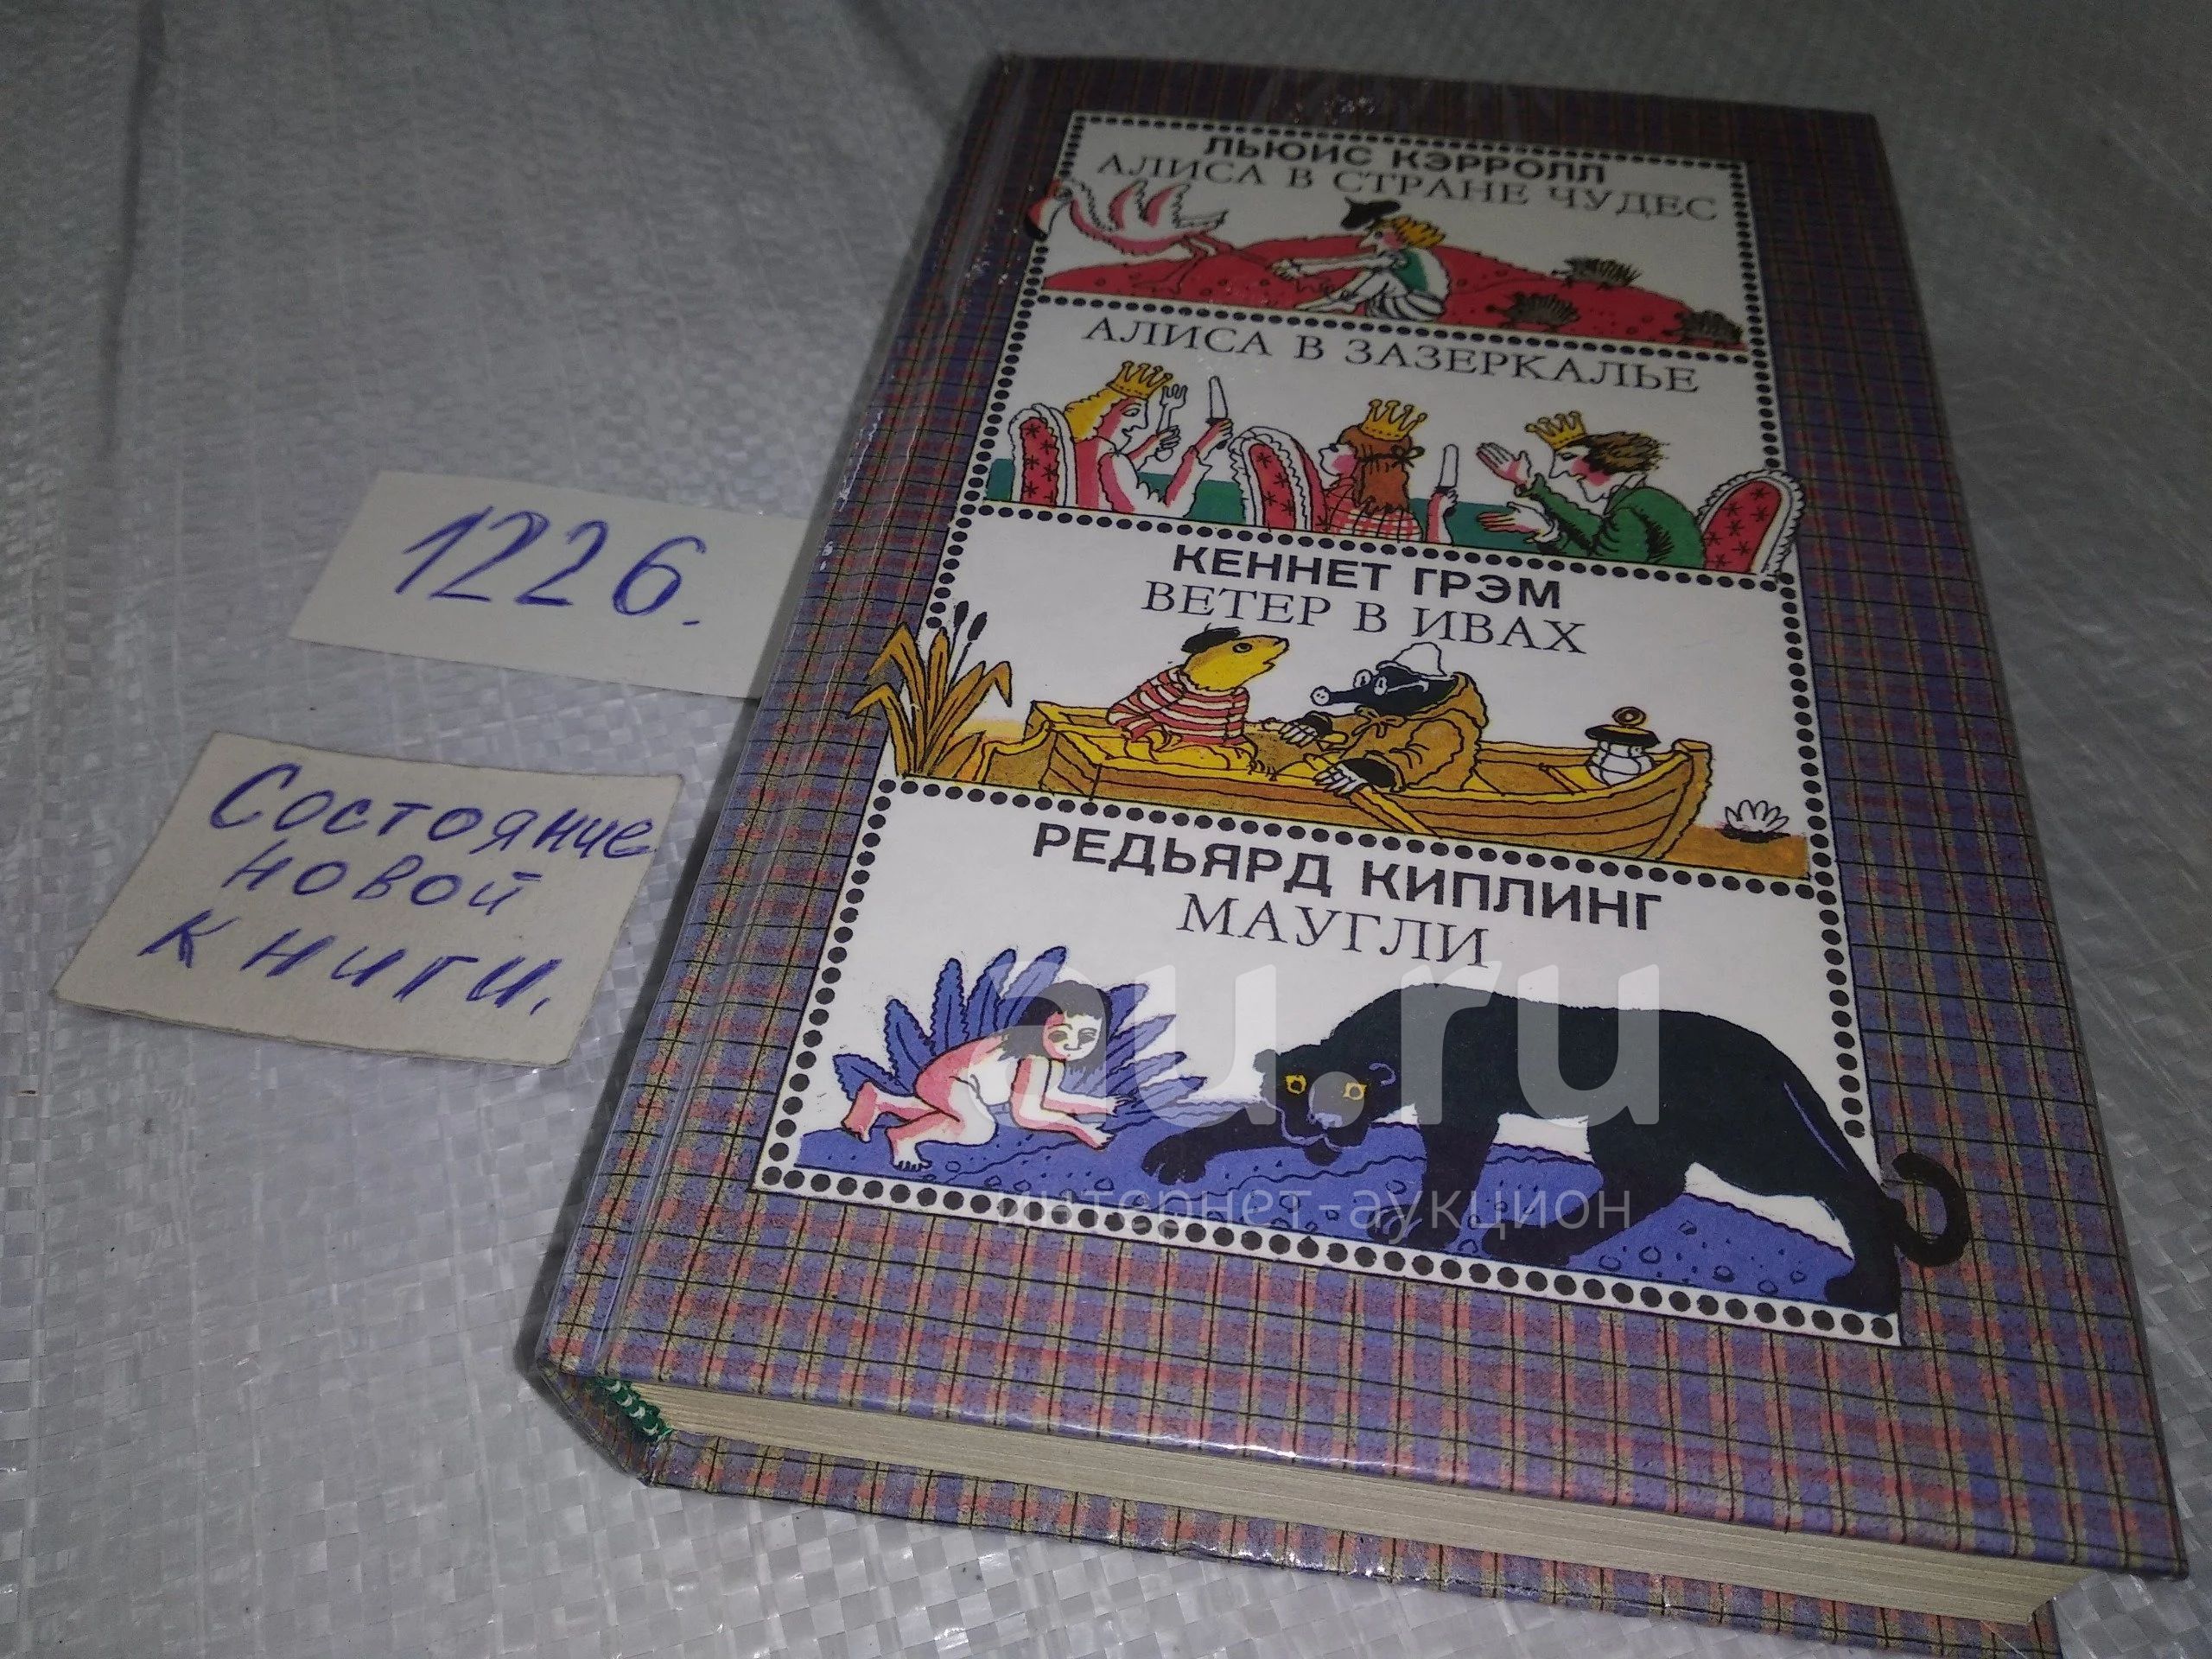 ЛЬЮИС КЭРРОЛЛ
АЛИСА В СТРАНЕ ЧУДЕС
АЛИСА В ЗАЗЕРКАЛЬЕ
КЕННЕТ ГРЭМ
ВЕТЕР В ИВАХ
РЕДЬЯРД КИПЛИНГ
МАУГЛИ
1226.
Состояние
новой
книги.
au.ru
интернет-аукцион